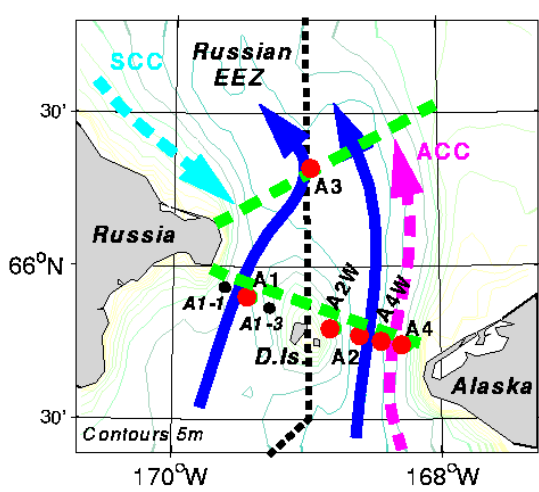 SCC
Russian
EEZ
30'
ACC
A3
Russia
66°N
A1
A2W
A4W
A1-1
A1-3
A4
D.Is.
A2
Alaska
30'
Contours 5m
170°W
168°W